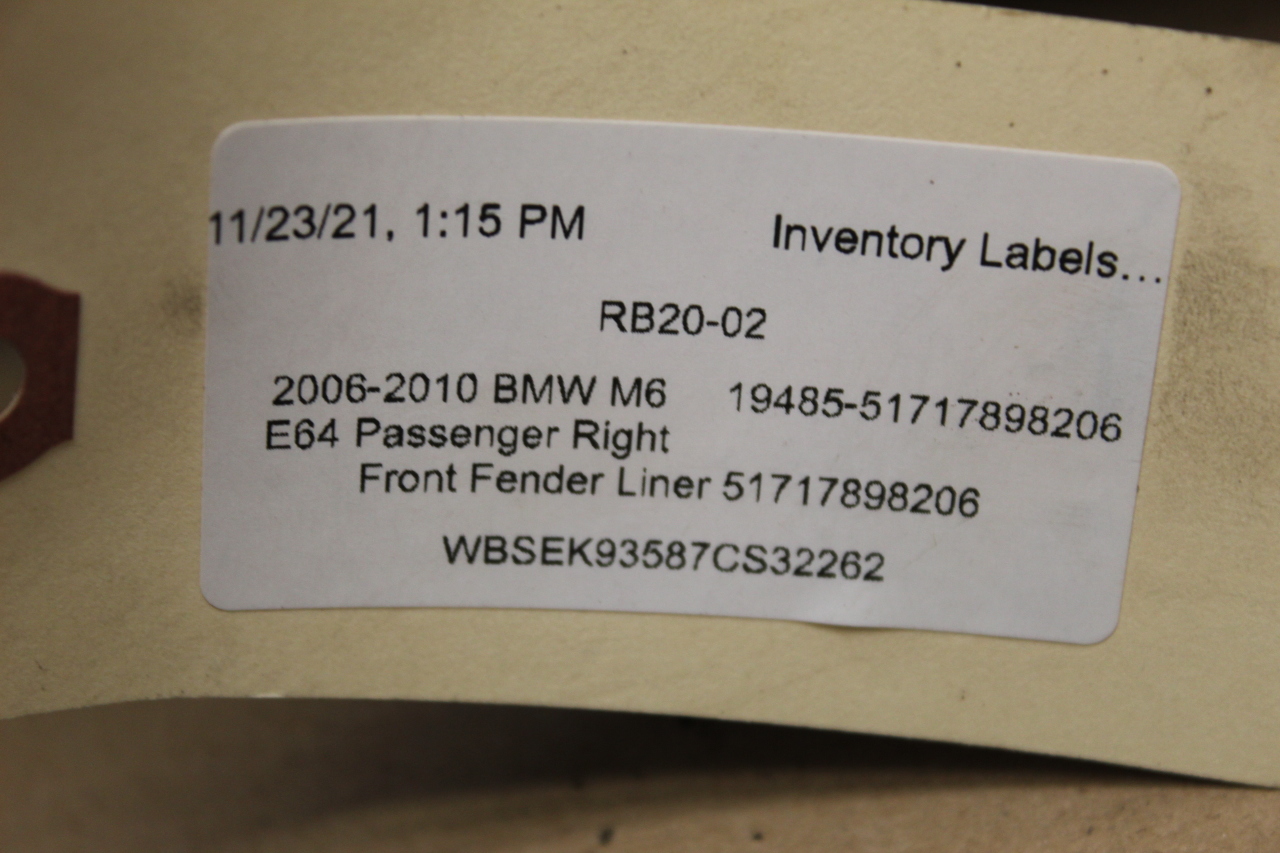 11/23/21, 1:15 PM Inventory Labels...
RB20-02
2006-2010 BMW M6 19485-51717898206
E64 Passenger Right
Front Fender Liner 51717898206
WBSEK93587CS32262